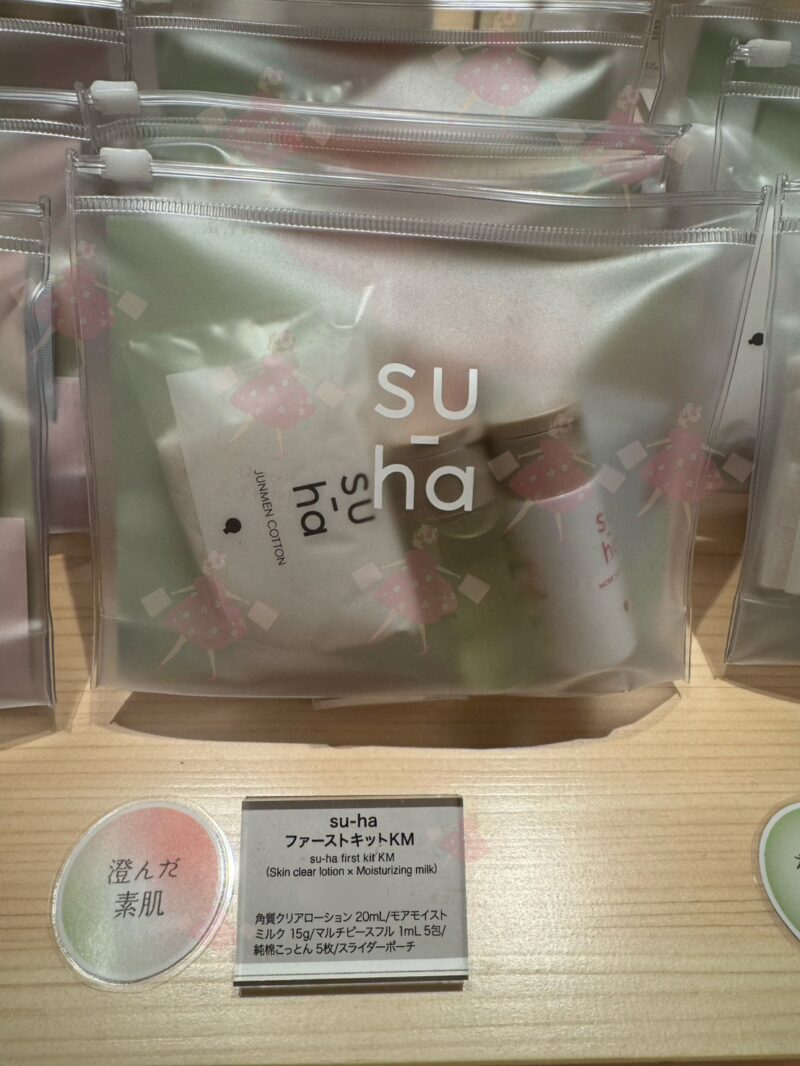 su
ha
su
ha
JUNMEN COTTON
su-ha
ファーストキットKM
su-ha first kit KM
(Skin clear lotion × Moisturizing milk)
角質クリアローション 20mL/モアモイスト
ミルク 15g/マルチピースフル 1mL 5包/
純棉こっとん 5枚/スライダーポーチ
澄んだ
素肌